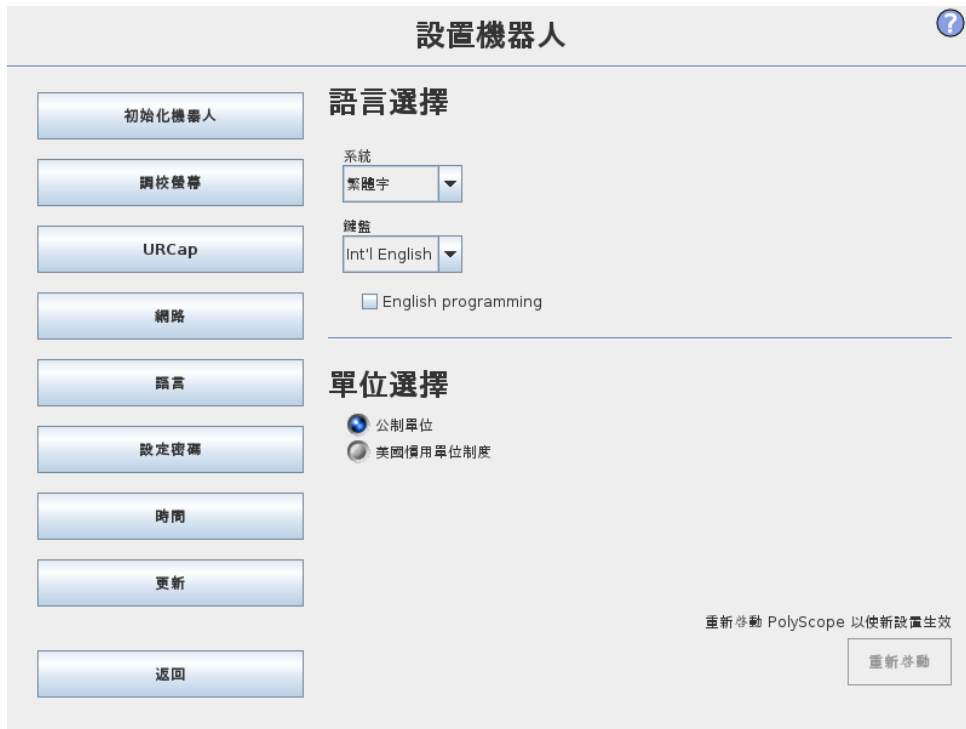 設置機器人
?
初始化機器人
調校螢幕
URCap
網路
語言
設定密碼
時間
更新
返回
語言選擇
系統
繁體字
鍵盤
Int'l English
English programming
單位選擇
公制單位
美國慣用單位制度
重新啓動 PolyScope 以使新設置生效
重新啓動